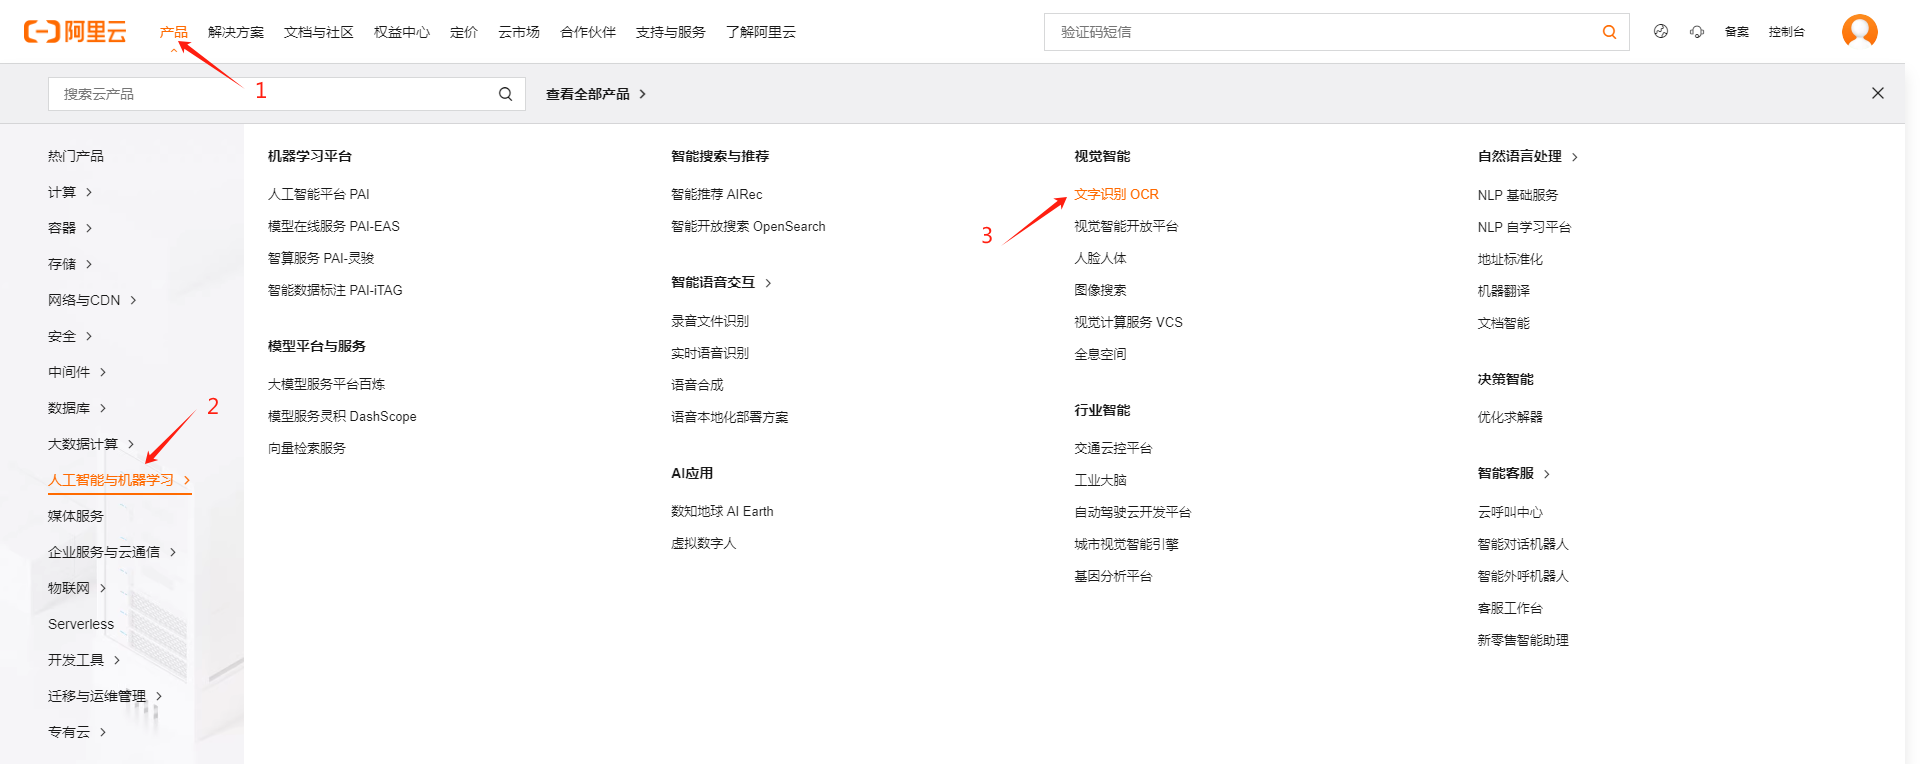 阿里云
产品 解决方案 文档与社区 权益中心 定价 云市场 合作伙伴 支持与服务 了解阿里云
验证码短信
备案 控制台
1
搜索云产品
查看全部产品
热门产品
计算
容器
存储
网络与CDN
安全
中间件
数据库
大数据计算
2
人工智能与机器学习
媒体服务
企业服务与云通信
物联网
Serverless
开发工具
迁移与运维管理
专有云
机器学习平台
人工智能平台 PAI
模型在线服务 PAI-EAS
智算服务 PAI-灵骏
智能数据标注 PAI-iTAG
模型平台与服务
大模型服务平台百炼
模型服务灵积 DashScope
向量检索服务
智能搜索与推荐
智能推荐 AIRec
智能开放搜索 OpenSearch
智能语音交互
录音文件识别
实时语音识别
语音合成
语音本地化部署方案
AI应用
数知地球 AI Earth
虚拟数字人
视觉智能
文字识别 OCR
3
视觉智能开放平台
人脸人体
图像搜索
视觉计算服务 VCS
全息空间
行业智能
交通云控平台
工业大脑
自动驾驶云开发平台
城市视觉智能引擎
基因分析平台
自然语言处理
NLP 基础服务
NLP 自学习平台
地址标准化
机器翻译
文档智能
决策智能
优化求解器
智能客服
云呼叫中心
智能对话机器人
智能外呼机器人
客服工作台
新零售智能助理